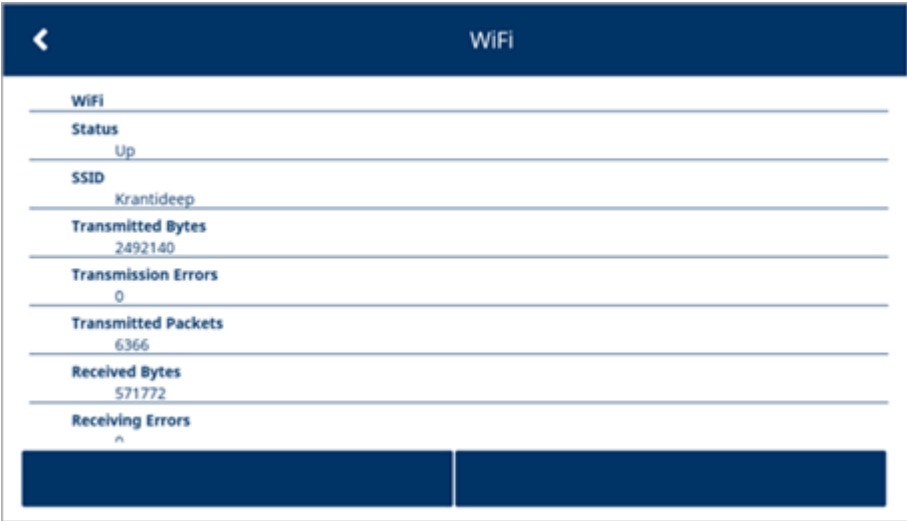 WiFi
WiFi
Status
Up
SSID
Krantideep
Transmitted Bytes
2492140
Transmission Errors
0
Transmitted Packets
6366
Received Bytes
571772
Receiving Errors